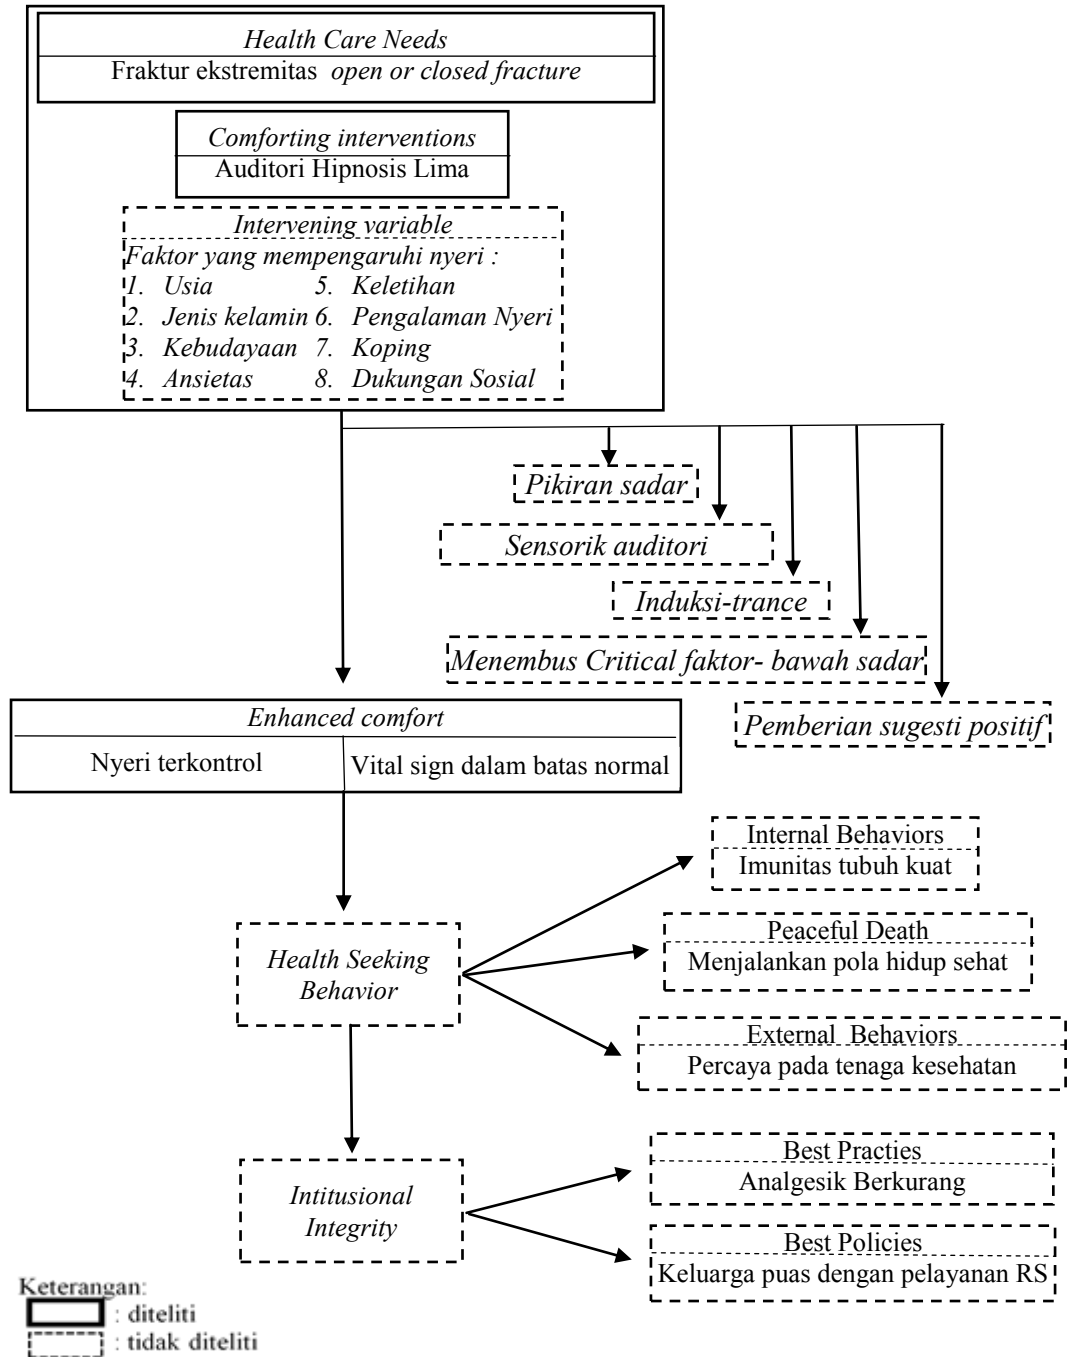 Health Care Needs
Fraktur ekstremitas open or closed fracture
Comforting interventions
Auditori Hipnosis Lima
Intervening variable
Faktor yang mempengaruhi nyeri :
1. Usia 5. Keletihan
2. Jenis kelamin 6. Pengalaman Nyeri
3. Kebudayaan 7. Koping
4. Ansietas 8. Dukungan Sosial
Pikiran sadar
Sensorik auditori
Induksi-trance
Menembus Critical faktor- bawah sadar
Pemberian sugesti positif
Enhanced comfort
Nyeri terkontrol Vital sign dalam batas normal
Internal Behaviors
Imunitas tubuh kuat
Health Seeking
Behavior
Peaceful Death
Menjalankan pola hidup sehat
External Behaviors
Percaya pada tenaga kesehatan
Intitusional
Integrity
Best Practies
Analgesik Berkurang
Best Policies
Keluarga puas dengan pelayanan RS
Keterangan:
: diteliti
: tidak diteliti